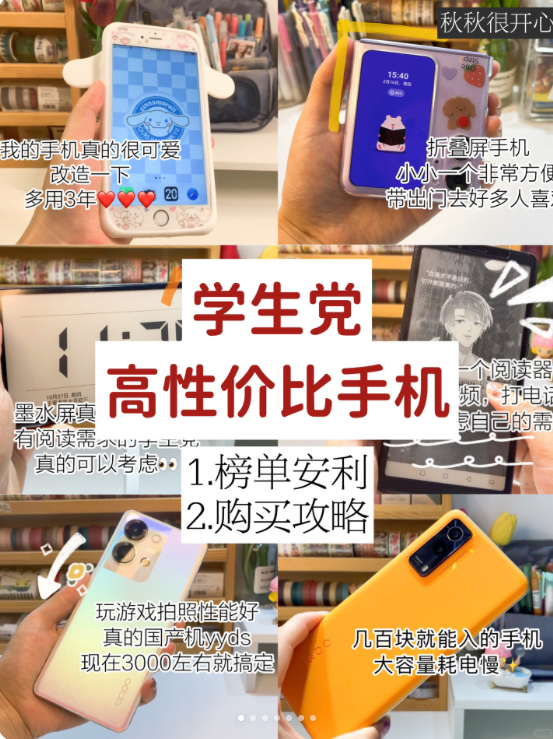 秋秋很开心
我的手机真的很可爱
改造一下
多用3年❤️❤️❤️
15:40
折叠屏手机
小小一个非常方便
带出门去好多人喜欢
学生党
高性价比手机
1.榜单安利
2.购买攻略
墨水屏真
有阅读需求的学生党
真的可以考虑👀
一个阅读器
频，打电话
虑自己的需
玩游戏拍照性能好
真的国产机yyds
现在3000左右就搞定
几百块就能入的手机
大容量耗电慢✨